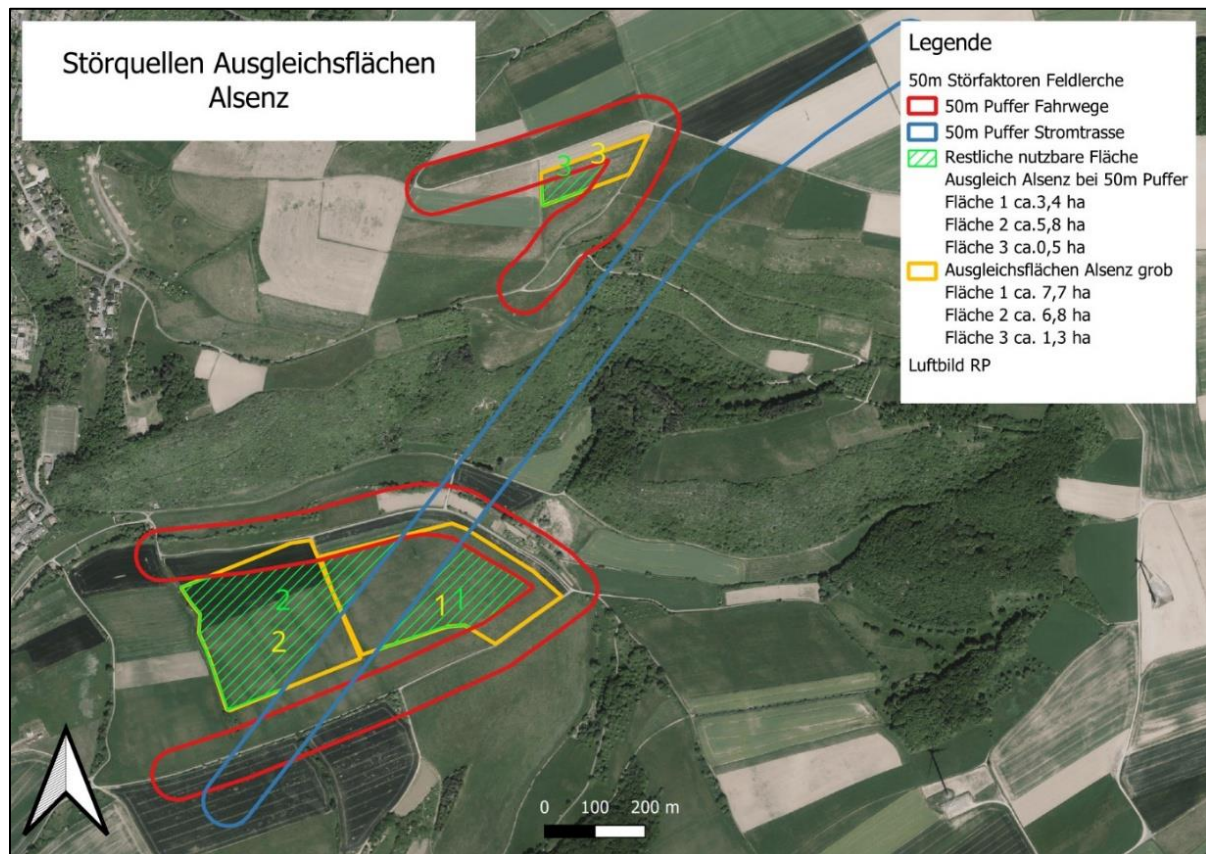 Störquellen Ausgleichsflächen
Alsenz
Legende
50m Störfaktoren Feldlerche
50m Puffer Fahrwege
50m Puffer Stromtrasse
Restliche nutzbare Fläche
Ausgleich Alsenz bei 50m Puffer
Fläche 1 ca.3,4 ha
Fläche 2 ca.5,8 ha
Fläche 3 ca.0,5 ha
Ausgleichsflächen Alsenz grob
Fläche 1 ca. 7,7 ha
Fläche 2 ca. 6,8 ha
Fläche 3 ca. 1,3 ha
Luftbild RP
3
3
2
1
1
2
0 100 200 m